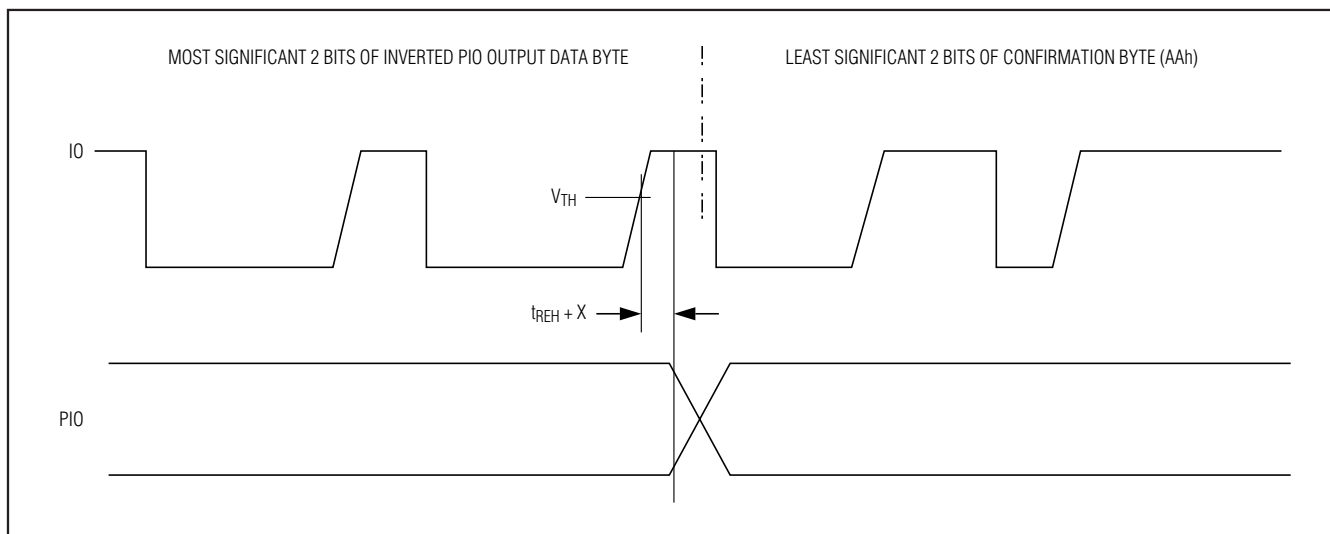 MOST SIGNIFICANT 2 BITS OF INVERTED PIO OUTPUT DATA BYTE
LEAST SIGNIFICANT 2 BITS OF CONFIRMATION BYTE (AAh)
IO
VTH
tREH + X
PIO